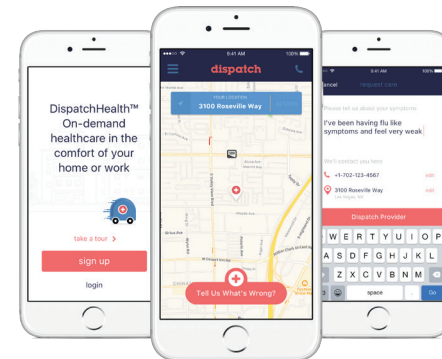 DispatchHealth™
On-demand
healthcare in the
comfort of your
home or work
take a tour >
sign up
login
9:41 AM
100%
dispatch
YOUR LOCATION
3100 Roseville Way
Tell Us What's Wrong?
9:41 AM
100%
cancel
request care
Please tell us about your symptoms
I've been having flu like
symptoms and feel very weak
We'll contact you here
+1-702-123-4567
edit
3100 Roseville Way
edit
Las Vegas, NV
Dispatch Provider
W E R T Y U I O P
A S D F G H J K L
Z X C V B N M
space
.
Go